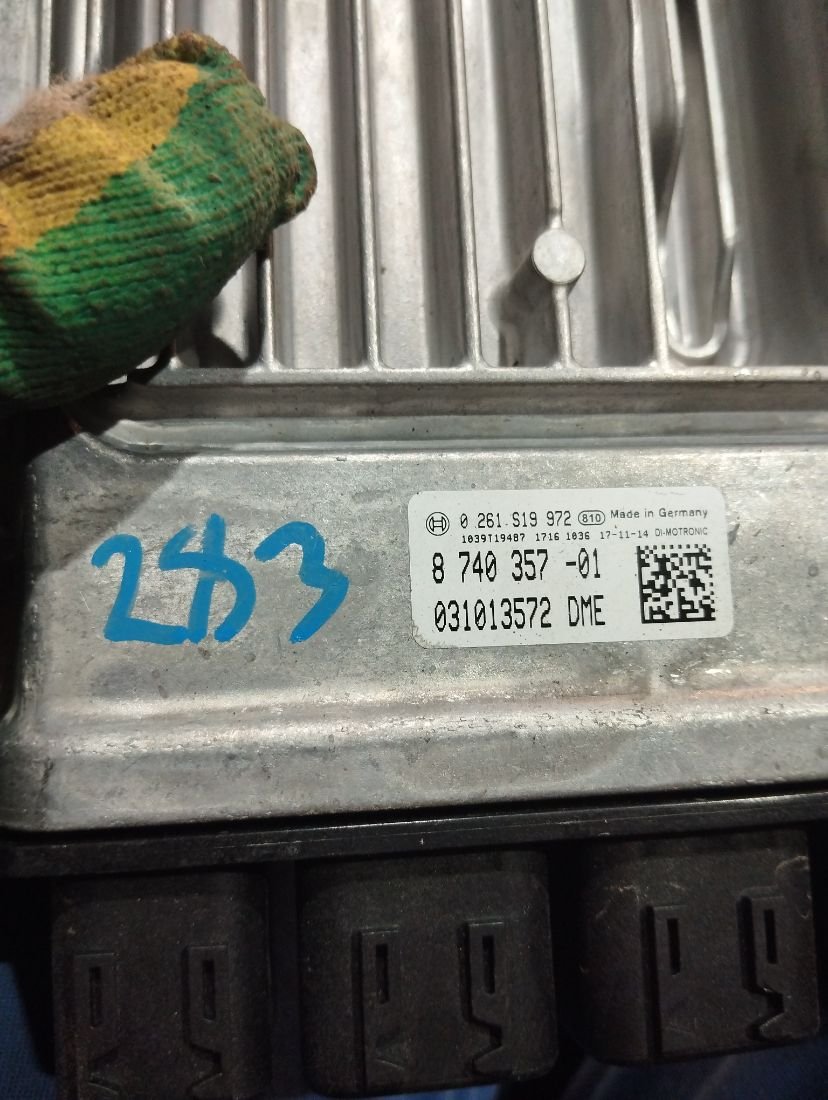 283
0 261 S19 972 810 Made in Germany
1039T19487 1716 1036 17-11-14 DI-MOTRONIC
8 740 357 -01
031013572 DME